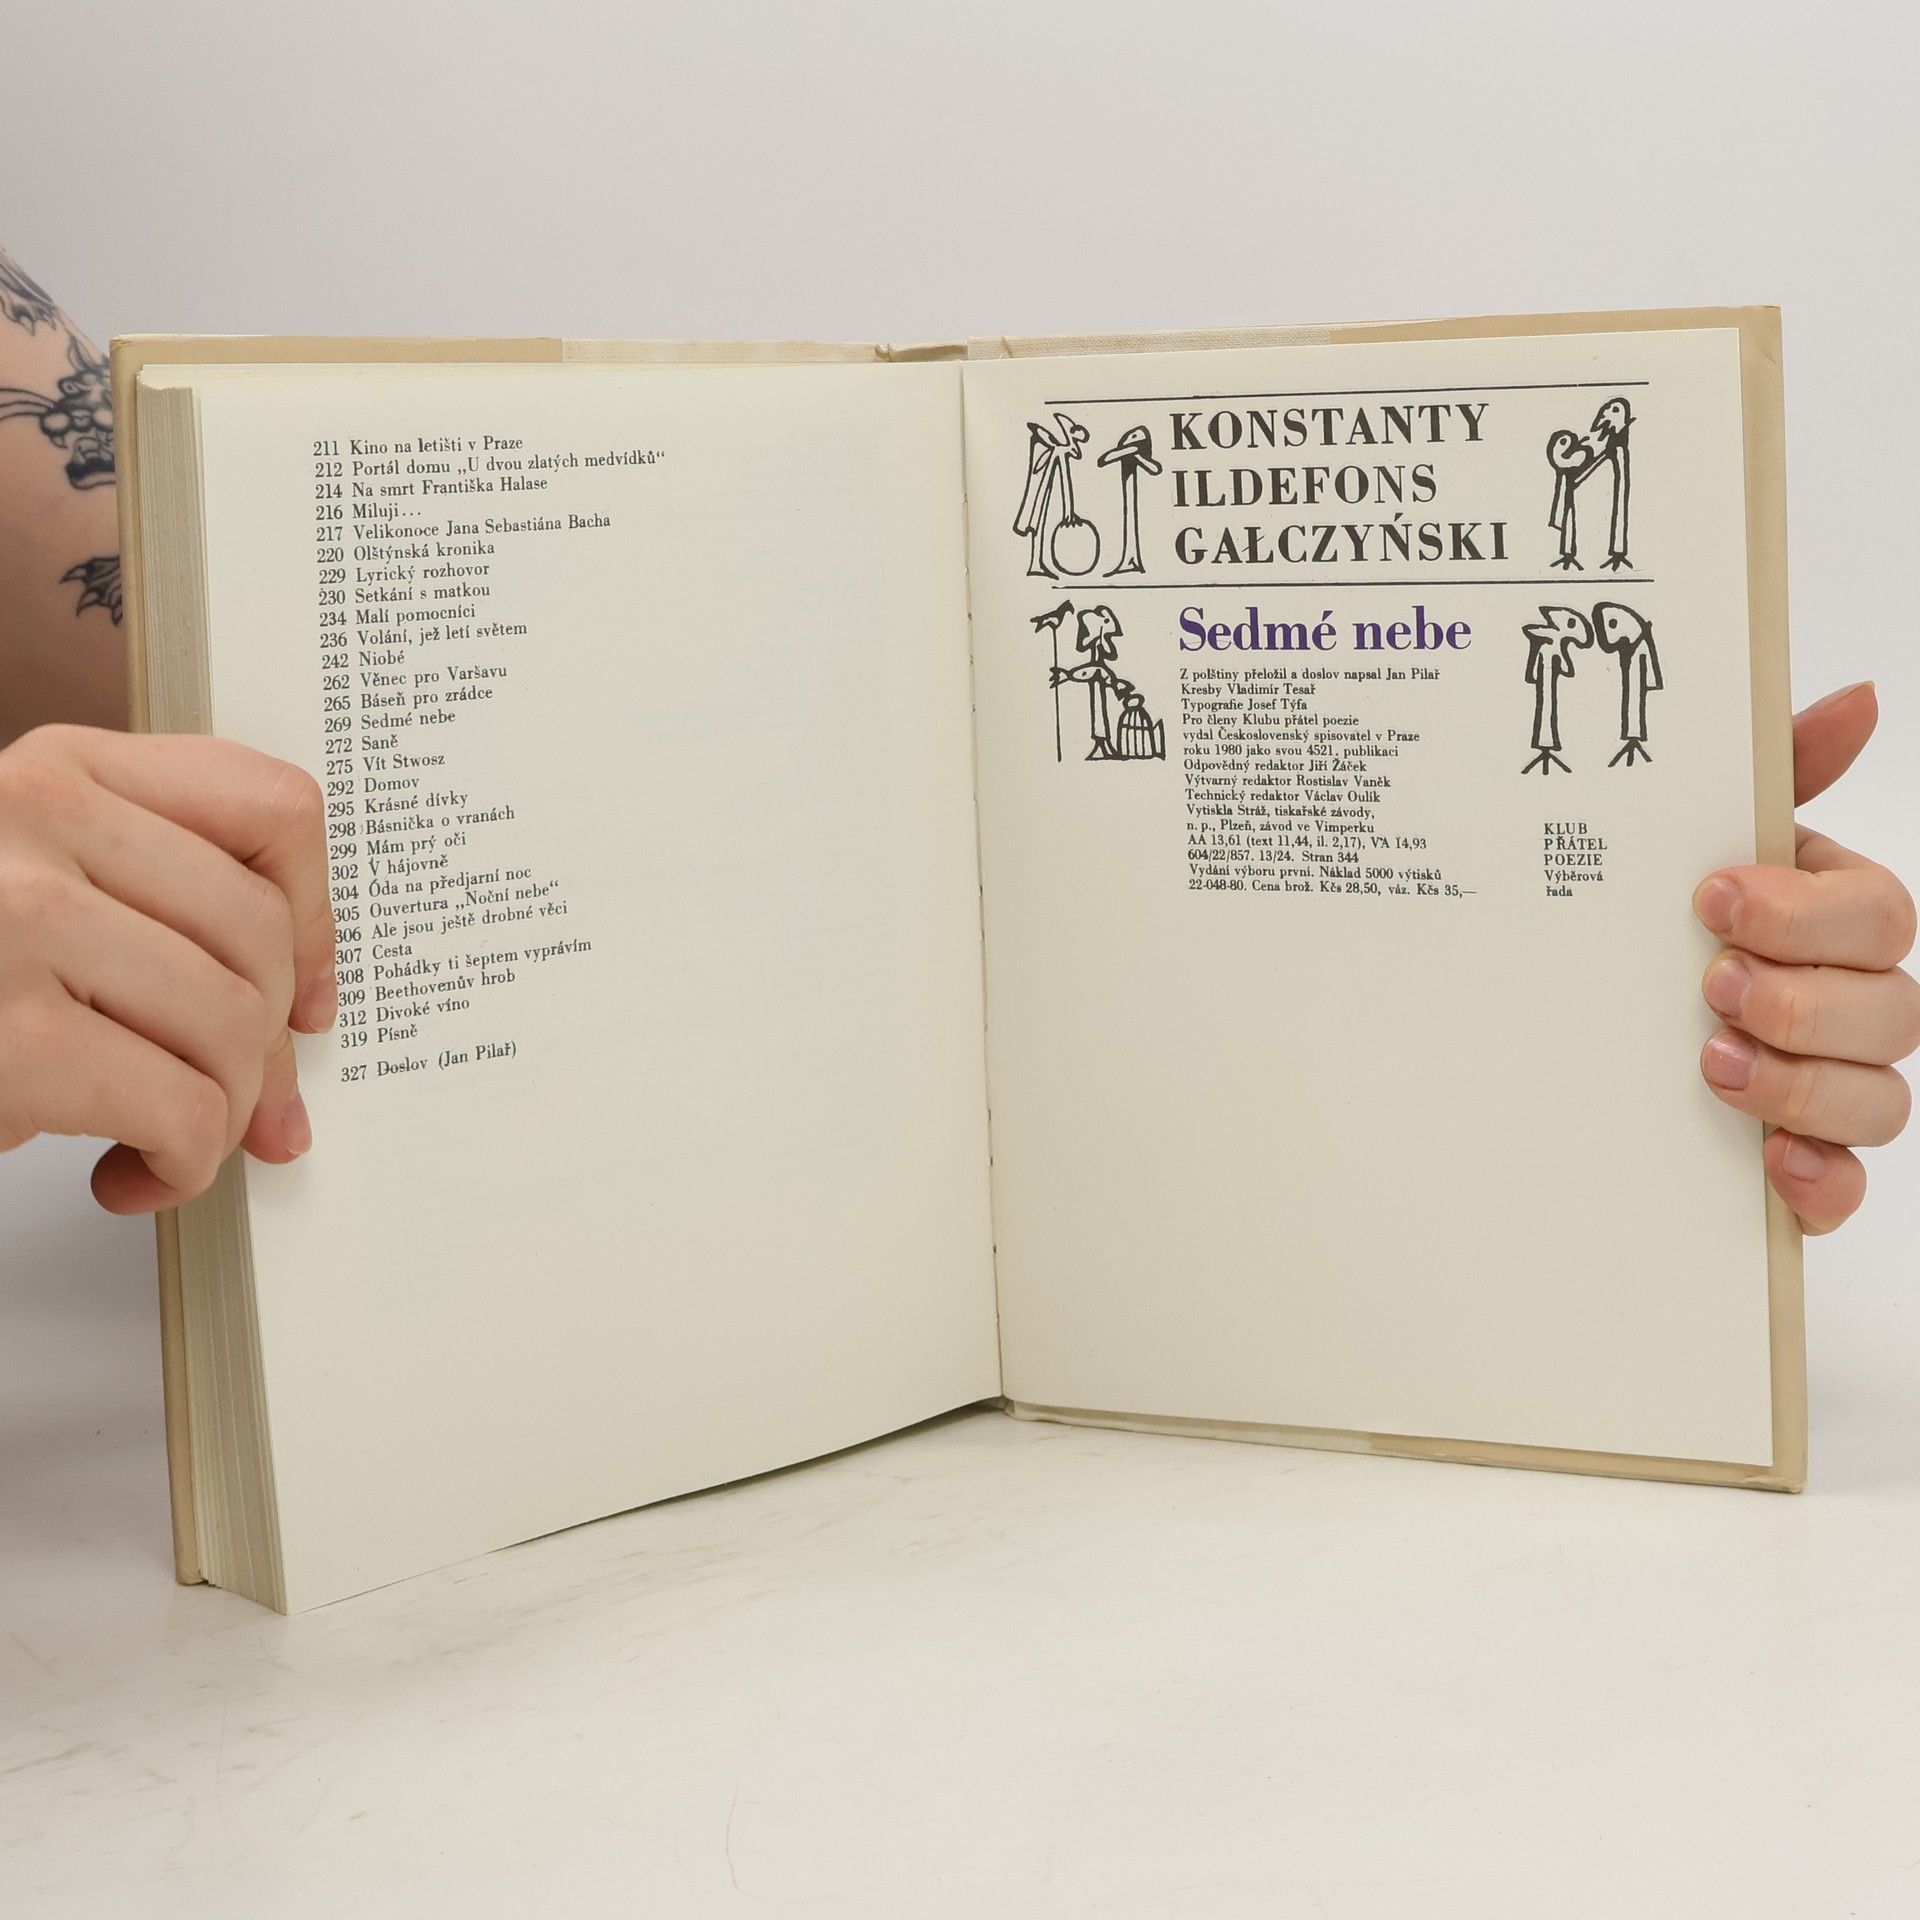 211 Kino na letišti v Praze
212 Portál domu „U dvou zlatých medvídků“
214 Na smrt Františka Halase
216 Miluji...
217 Velikonoce Jana Sebastiána Bacha
220 Olštýnská kronika
229 Lyrický rozhovor
230 Setkání s matkou
234 Malí pomocníci
236 Volání, jež letí světem
242 Niobé
262 Věnec pro Varšavu
265 Báseň pro zrádce
269 Sedmé nebe
272 Saně
275 Vít Stwosz
292 Domov
295 Krásné dívky
298 Básnička o vranách
299 Mám prý oči
302 V hájovně
304 Óda na předjarní noc
305 Ouvertura „Noční nebe“
306 Ale jsou ještě drobné věci
307 Cesta
308 Pohádky ti šeptem vyprávím
309 Beethovenův hrob
312 Divoké víno
319 Písně
327 Doslov (Jan Pilař)
KONSTANTY
ILDEFONS
GAŁCZYŃSKI
Sedmé nebe
Z polštiny přeložil a doslov napsal Jan Pilař
Kresby Vladimír Tesař
Typografie Josef Týfa
Pro členy Klubu přátel poezie
vydal Československý spisovatel v Praze
roku 1980 jako svou 4521. publikaci
Odpovědný redaktor Jiří Žáček
Výtvarný redaktor Rostislav Vaněk
Technický redaktor Václav Oulík
Vytiskla Stráž, tiskařské závody,
n. p., Plzeň, závod ve Vimperku
AA 13,61 (text 11,44, il. 2,17), VA 14,93
604/22/857. 13/24. Stran 344
Vydání výboru první. Náklad 5000 výtisků
22-048-80. Cena brož. Kčs 28,50, váz. Kčs 35,—
KLUB
PŘÁTEL
POEZIE
Výběrová
řada